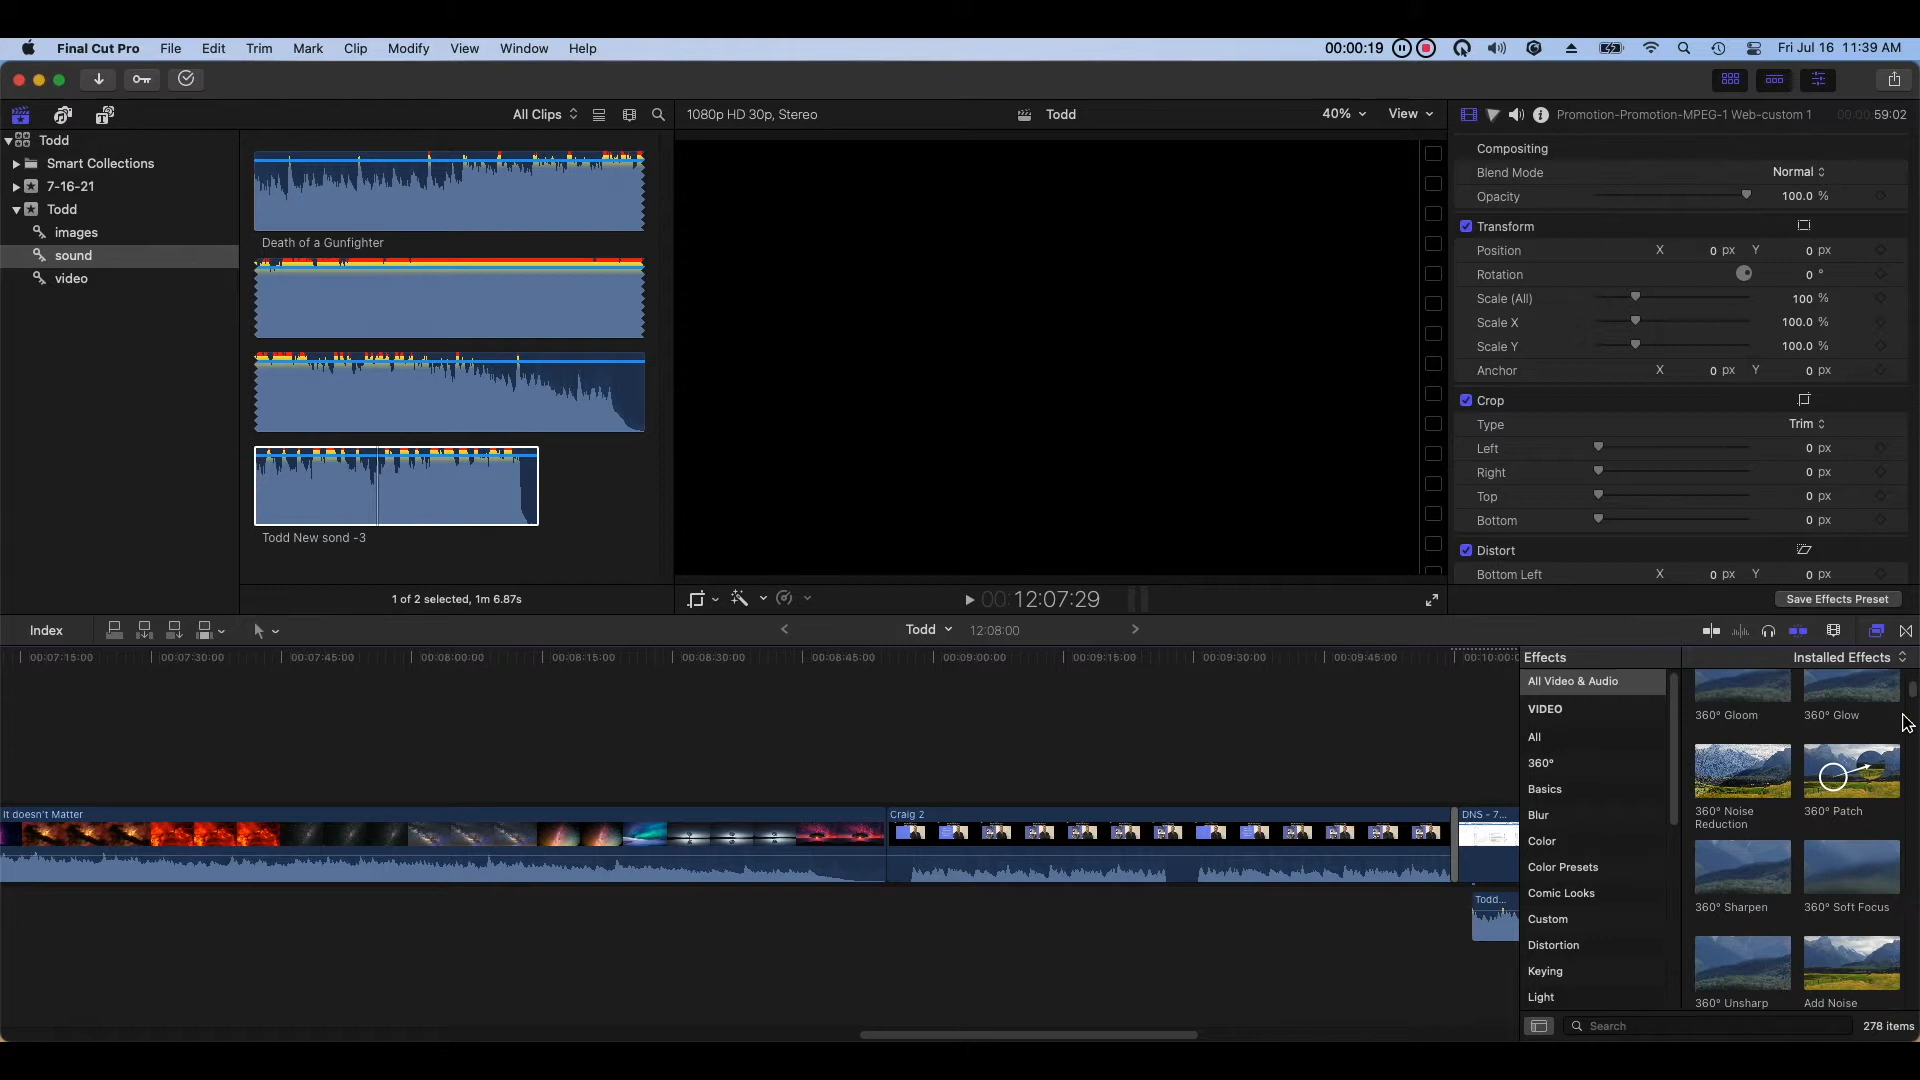 Final Cut Pro File Edit Trim Mark Clip Modify View Window Help 00:00:19 Fri Jul 16 11:39 AM
All Clips 1080p HD 30p, Stereo Todd 40% View Promotion-Promotion-MPEG-1 Web-custom 1 00:00:59:02
Todd
Smart Collections
7-16-21
Todd
images
sound
video
Death of a Gunfighter
Todd New sond -3
1 of 2 selected, 1m 6.87s
00:12:07:29
Compositing
Blend Mode Normal
Opacity 100.0 %
Transform
Position X 0 px Y 0 px
Rotation 0 °
Scale (All) 100 %
Scale X 100.0 %
Scale Y 100.0 %
Anchor X 0 px Y 0 px
Crop
Type Trim
Left 0 px
Right 0 px
Top 0 px
Bottom 0 px
Distort
Bottom Left X 0 px Y 0 px
Save Effects Preset
Index Todd 12:08:00
00:07:15:00 00:07:30:00 00:07:45:00 00:08:00:00 00:08:15:00 00:08:30:00 00:08:45:00 00:09:00:00 00:09:15:00 00:09:30:00 00:09:45:00 00:10:00:0
It doesn't Matter Craig 2 DNS - 7...
Todd...
Effects Installed Effects
All Video & Audio
VIDEO
All
360°
Basics
Blur
Color
Color Presets
Comic Looks
Custom
Distortion
Keying
Light
360° Gloom 360° Glow
360° Noise
Reduction
360° Patch
360° Sharpen 360° Soft Focus
360° Unsharp Add Noise
Search 278 items